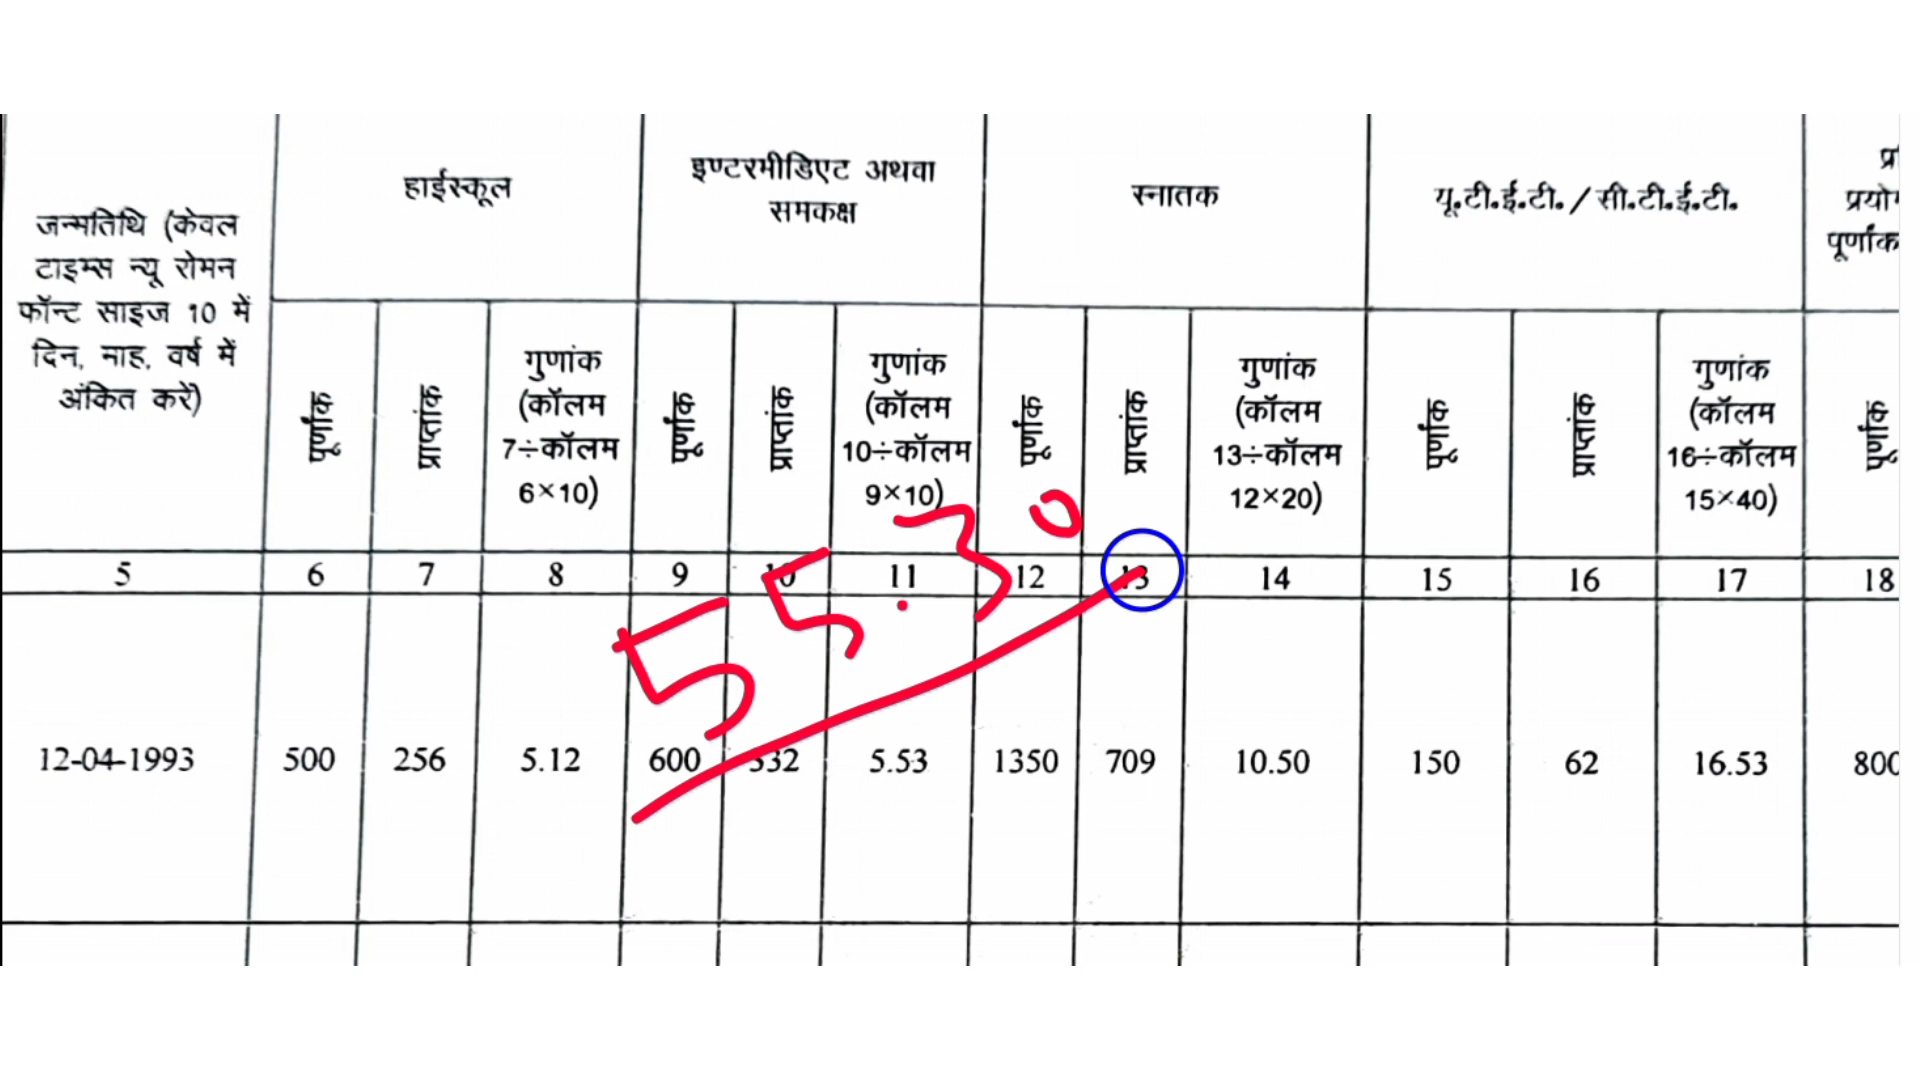 जन्मतिथि (केवल
टाइम्स न्यू रोमन
फॉन्ट साइज 10 में
दिन, माह, वर्ष में
अंकित करें)
हाईस्कूल
इण्टरमीडिएट अथवा
समकक्ष
स्नातक
यू.टी.ई.टी. / सी.टी.ई.टी.
पूर्णांक
पूर्णांक
प्राप्तांक
गुणांक
(कॉलम
7÷कॉलम
6×10)
पूर्णांक
प्राप्तांक
गुणांक
(कॉलम
10÷कॉलम
9×10)
पूर्णांक
प्राप्तांक
गुणांक
(कॉलम
13÷कॉलम
12×20)
पूर्णांक
प्राप्तांक
गुणांक
(कॉलम
16÷कॉलम
15×40)
पूर्णांक
5 6 7 8 9 10 11 12 13 14 15 16 17 18
55.30
12-04-1993 500 256 5.12 600 332 5.53 1350 709 10.50 150 62 16.53 800